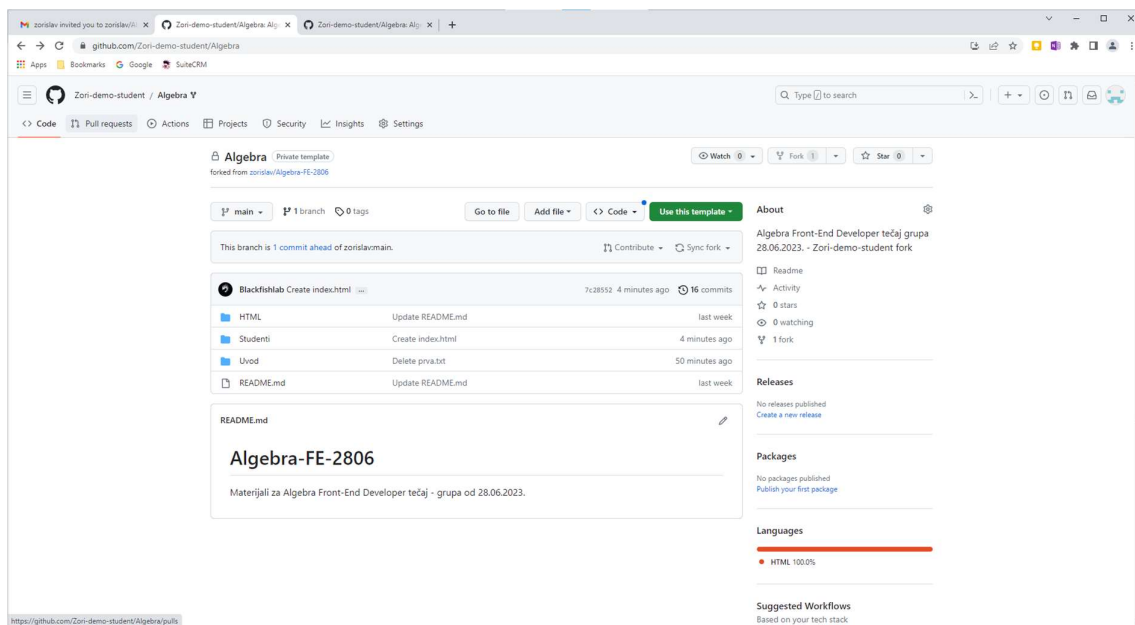 zorislav invited you to zorislav/Al
Zori-demo-student/Algebra: Alg
Zori-demo-student/Algebra: Alg
github.com/Zori-demo-student/Algebra
Apps Bookmarks Google SuiteCRM
Zori-demo-student / Algebra
Type / to search
Code Pull requests Actions Projects Security Insights Settings
Algebra Private template
Watch 0 Fork 1 Star 0
forked from zorislav/Algebra-FE-2806
main 1 branch 0 tags Go to file Add file Code Use this template
This branch is 1 commit ahead of zorislav:main. Contribute Sync fork
Blackfishlab Create index.html ... 7c28552 4 minutes ago 16 commits
HTML Update README.md last week
Studenti Create index.html 4 minutes ago
Uvod Delete prva.txt 50 minutes ago
README.md Update README.md last week
README.md
Algebra-FE-2806
Materijali za Algebra Front-End Developer tečaj - grupa od 28.06.2023.
About
Algebra Front-End Developer tečaj grupa
28.06.2023. - Zori-demo-student fork
Readme
Activity
0 stars
0 watching
1 fork
Releases
No releases published
Create a new release
Packages
No packages published
Publish your first package
Languages
HTML 100.0%
Suggested Workflows
Based on your tech stack
https://github.com/Zori-demo-student/Algebra/pulls